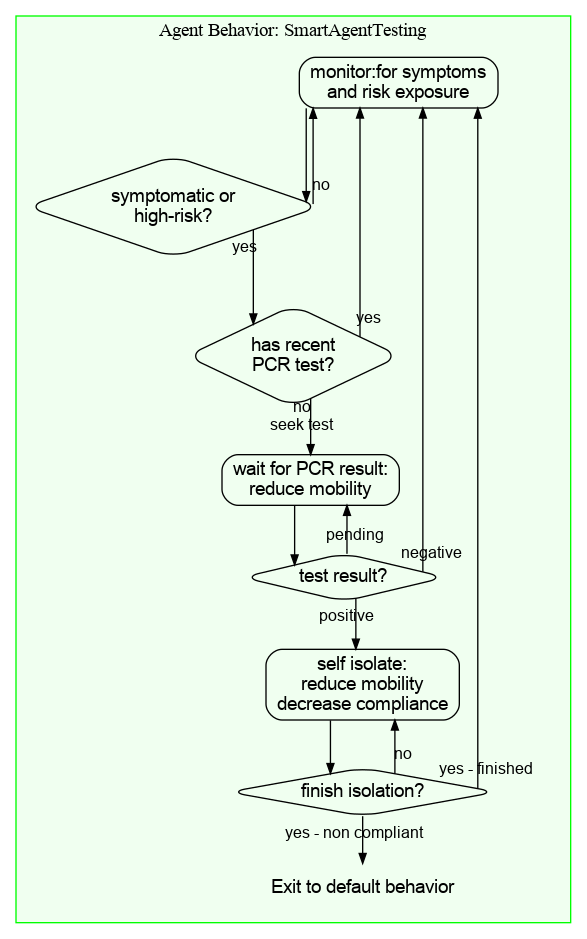 Agent Behavior: SmartAgentTesting
monitor:for symptoms
and risk exposure
no
symptomatic or
high-risk?
yes
yes
has recent
PCR test?
no
seek test
wait for PCR result:
reduce mobility
pending
negative
test result?
positive
self isolate:
reduce mobility
decrease compliance
no
yes - finished
finish isolation?
yes - non compliant
Exit to default behavior